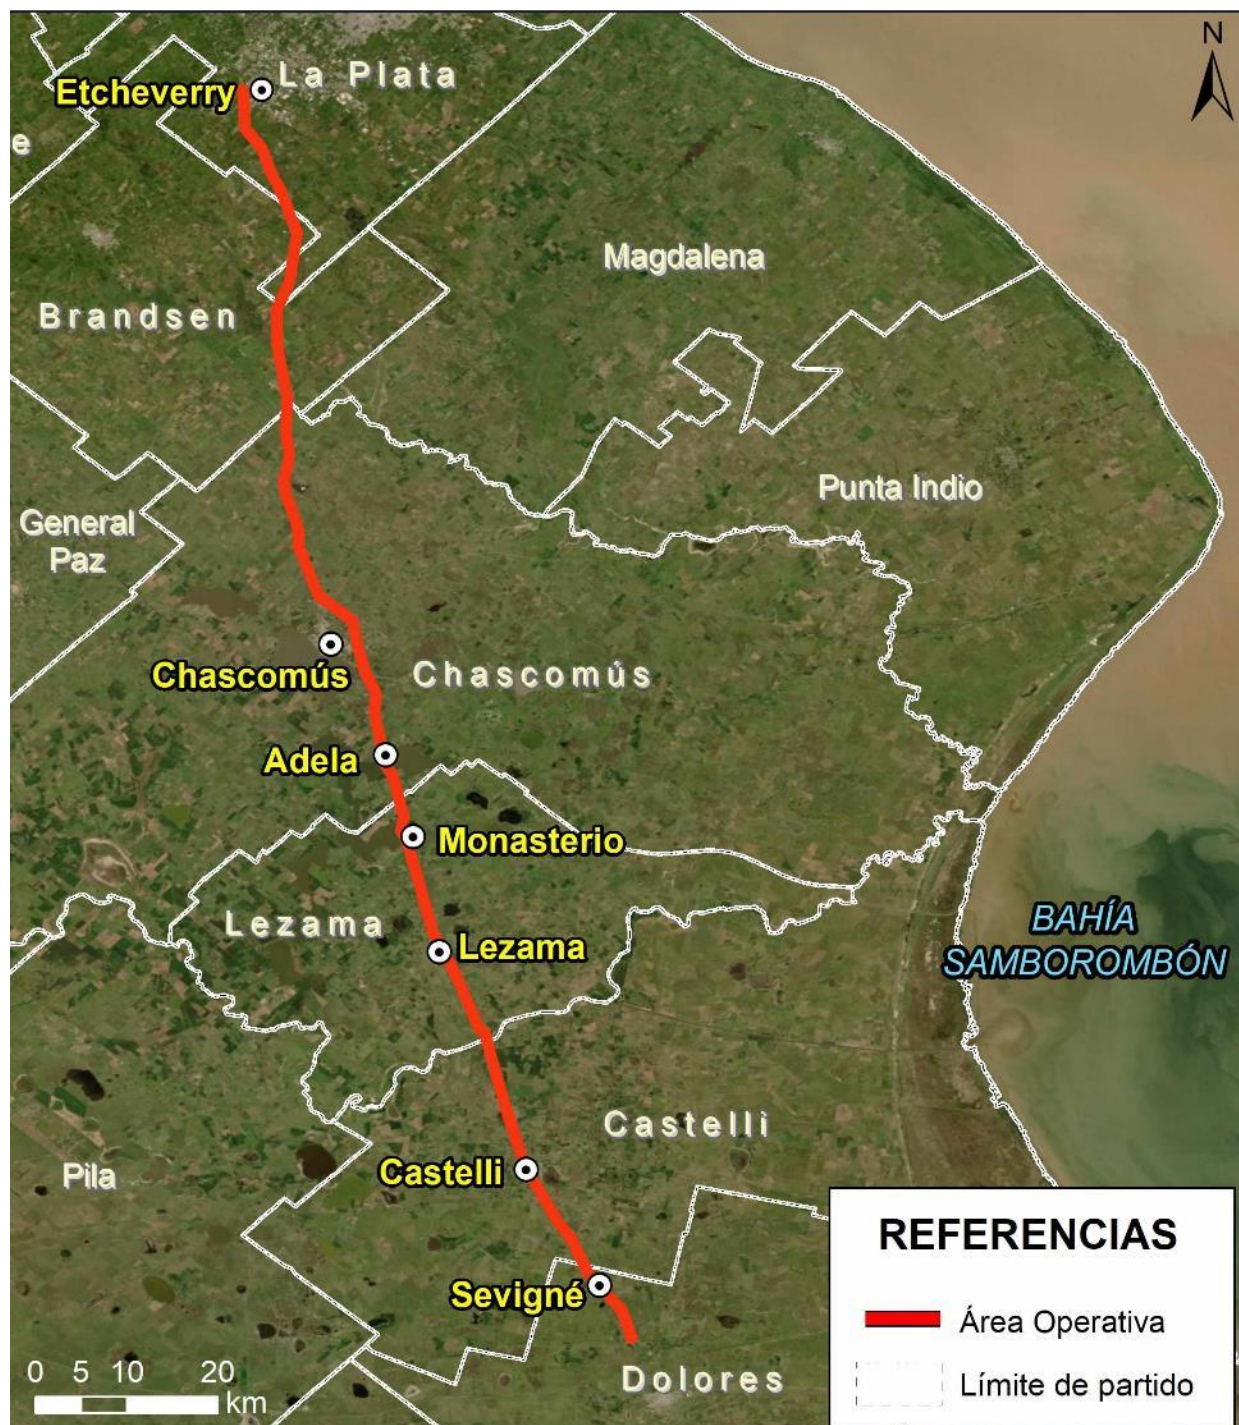 N
La Plata
Etcheverry
e
Magdalena
Brandsen
Punta Indio
General
Paz
Chascomús
Chascomús
Adela
Monasterio
Lezama
Lezama
BAHÍA
SAMBOROMBÓN
Castelli
Pila
Castelli
Sevigné
Dolores
REFERENCIAS
Área Operativa
Límite de partido
0 5 10 20
km